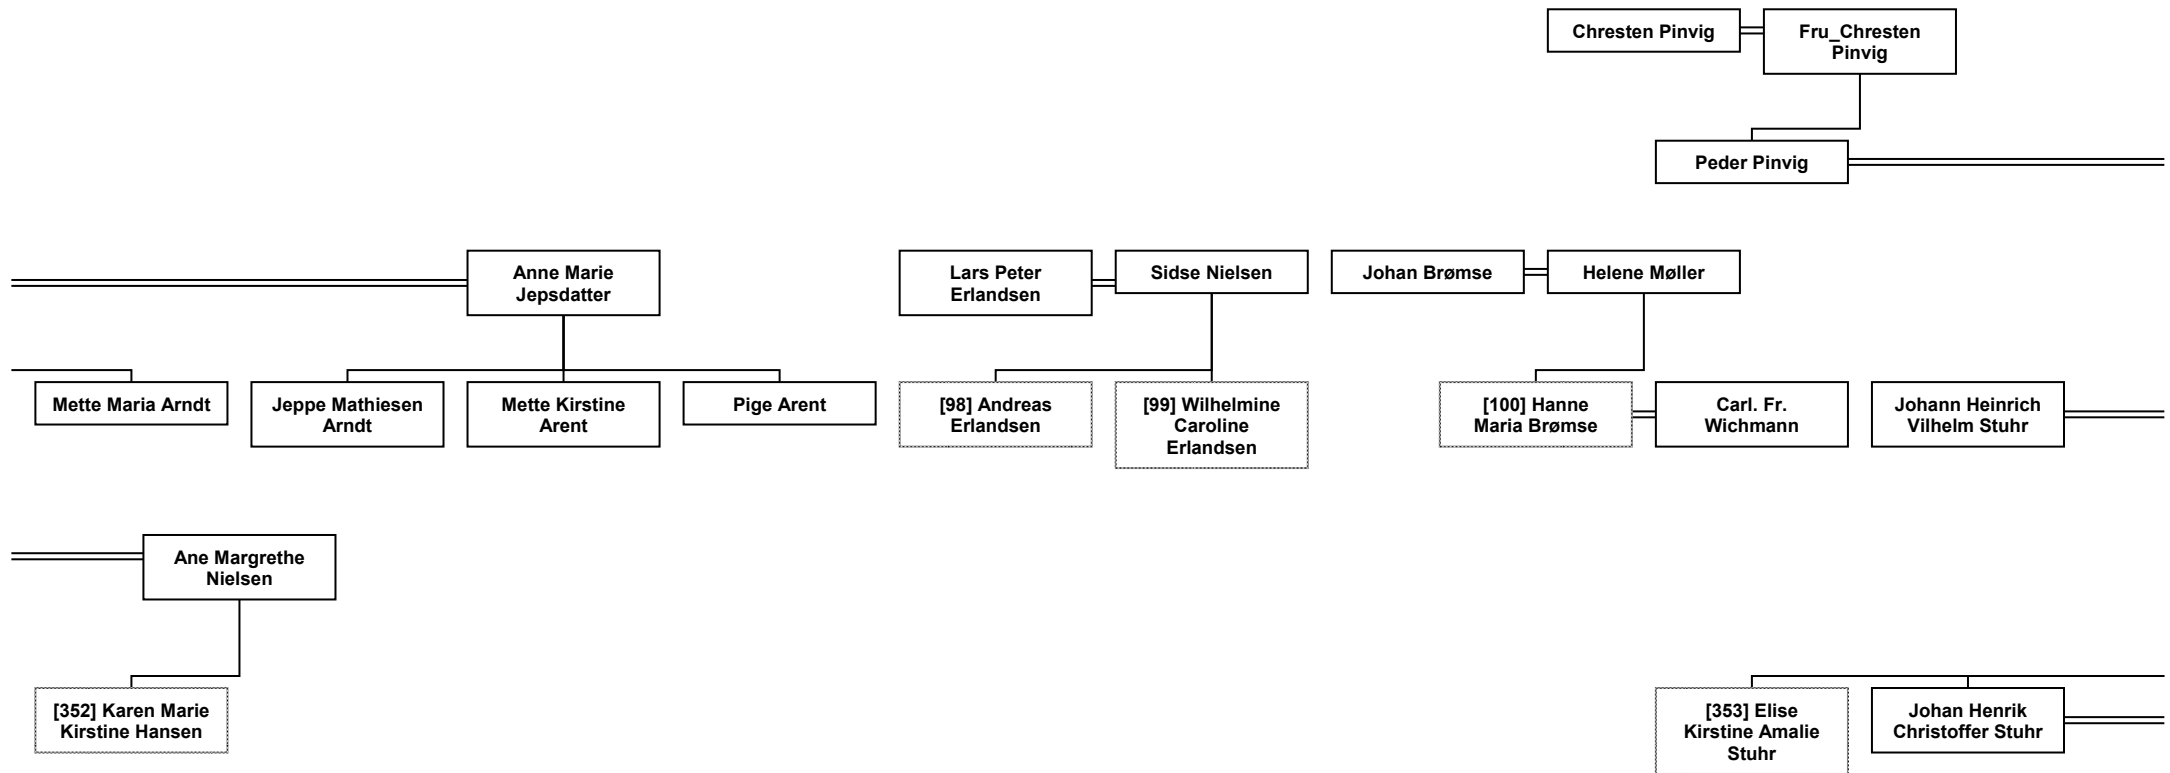 Chresten Pinvig
Fru_Chresten
Pinvig
Peder Pinvig
Anne Marie
Jepsdatter
Lars Peter
Erlandsen
Sidse Nielsen
Johan Brømse
Helene Møller
Mette Maria Arndt
Jeppe Mathiesen
Arndt
Mette Kirstine
Arent
Pige Arent
[98] Andreas
Erlandsen
[99] Wilhelmine
Caroline
Erlandsen
[100] Hanne
Maria Brømse
Carl. Fr.
Wichmann
Johann Heinrich
Vilhelm Stuhr
Ane Margrethe
Nielsen
[352] Karen Marie
Kirstine Hansen
[353] Elise
Kirstine Amalie
Stuhr
Johan Henrik
Christoffer Stuhr